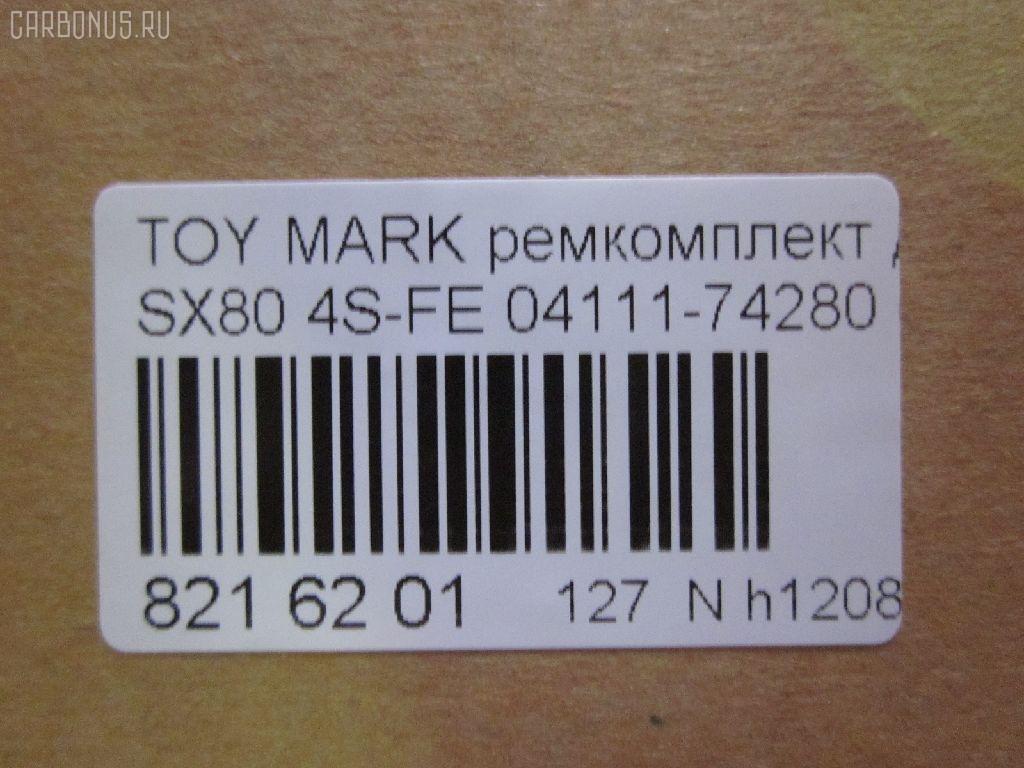 CARBONUS.RU
TOY MARK ремкомплект
SX80 4S-FE 04111-74280
821 62 01 127 N h1208